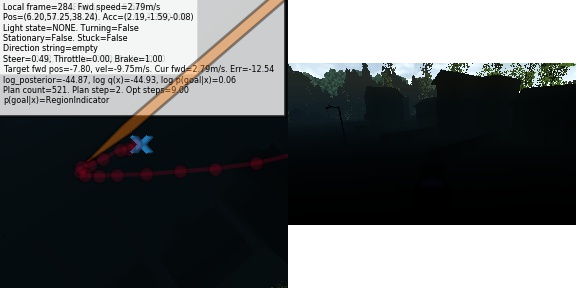 Local frame=284. Fwd speed=2.79m/s
Pos=(6.20,57.25,38.24). Acc=(2.19,-1.59,-0.08)
Light state=NONE. Turning=False
Stationary=False. Stuck=False
Direction string=empty
Steer=0.49, Throttle=0.00, Brake=1.00
Target fwd pos=-7.80, vel=-9.75m/s. Cur fwd=2.79m/s. Err=-12.54
log_posterior=-44.87, log q(x)=-44.93, log p(goal|x)=0.06
Plan count=521. Plan step=2. Opt steps=9.00
p(goal|x)=RegionIndicator